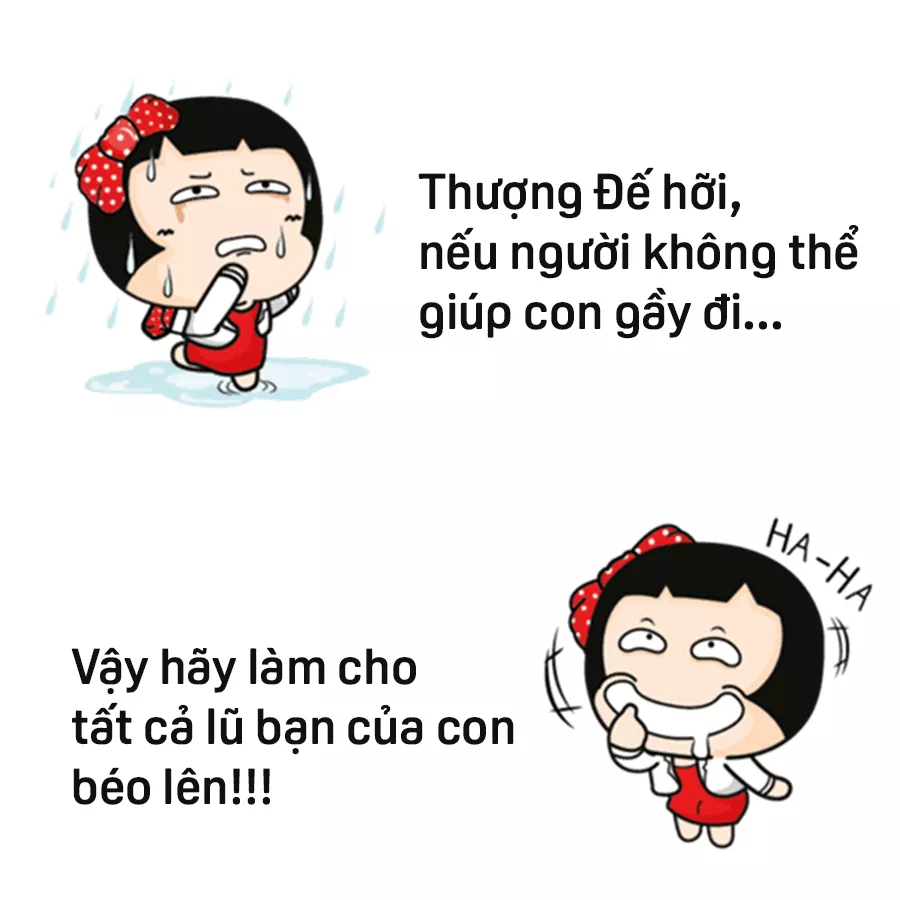 Thượng Đế hỡi,
nếu người không thể
giúp con gầy đi...
HA-HA
Vậy hãy làm cho
tất cả lũ bạn của con
béo lên!!!